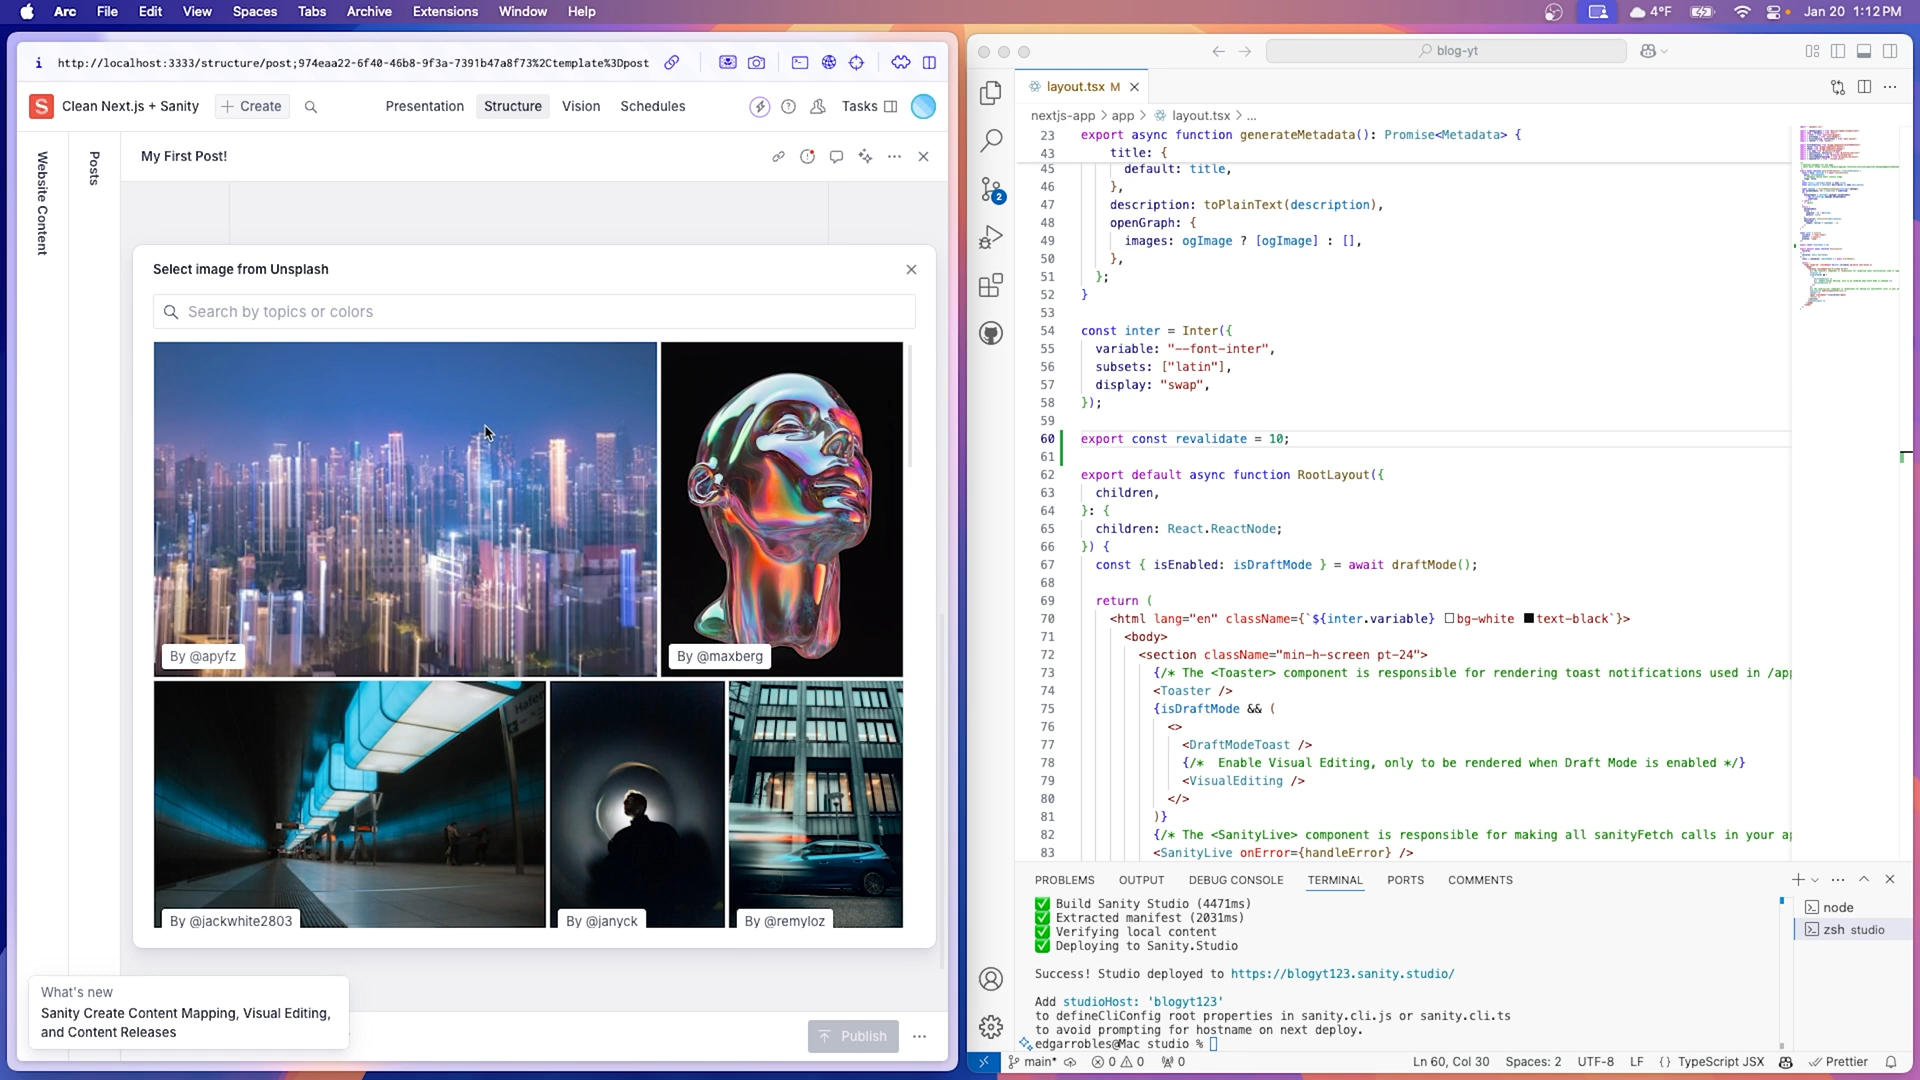 Arc File Edit View Spaces Tabs Archive Extensions Window Help
4°F Jan 20 1:12 PM
http://localhost:3333/structure/post;974eaa22-6f40-46b8-9f3a-7391b47a8f73%2Ctemplate%3Dpost
S Clean Next.js + Sanity + Create Presentation Structure Vision Schedules Tasks
Website Content
Posts
My First Post!
Select image from Unsplash
Search by topics or colors
By @apyfz
By @maxberg
By @jackwhite2803
By @janyck
By @remyloz
What's new
Sanity Create Content Mapping, Visual Editing,
and Content Releases
Publish
blog-yt
layout.tsx M
nextjs-app > app > layout.tsx > ...
23 export async function generateMetadata(): Promise<Metadata> {
43 title: {
45 default: title,
46 },
47 description: toPlainText(description),
48 openGraph: {
49 images: ogImage ? [ogImage] : [],
50 },
51 };
52 }
53
54 const inter = Inter({
55 variable: "--font-inter",
56 subsets: ["latin"],
57 display: "swap",
58 });
59
60 export const revalidate = 10;
61
62 export default async function RootLayout({
63 children,
64 }: {
65 children: React.ReactNode;
66 }) {
67 const { isEnabled: isDraftMode } = await draftMode();
68
69 return (
70 <html lang="en" className={`${inter.variable} bg-white text-black`}>
71 <body>
72 <section className="min-h-screen pt-24">
73 {/* The <Toaster> component is responsible for rendering toast notifications used in /app
74 <Toaster />
75 {isDraftMode && (
76 <>
77 <DraftModeToast />
78 {/* Enable Visual Editing, only to be rendered when Draft Mode is enabled */}
79 <VisualEditing />
80 </>
81 )}
82 {/* The <SanityLive> component is responsible for making all sanityFetch calls in your ap
83 <SanityLive onError={handleError} />
2
PROBLEMS OUTPUT DEBUG CONSOLE TERMINAL PORTS COMMENTS
Build Sanity Studio (4471ms)
Extracted manifest (2031ms)
Verifying local content
Deploying to Sanity.Studio
Success! Studio deployed to https://blogyt123.sanity.studio/
Add studioHost: 'blogyt123'
to defineCliConfig root properties in sanity.cli.js or sanity.cli.ts
to avoid prompting for hostname on next deploy.
edgarrobles@Mac studio %
node
zsh studio
main* 0 0 0 Ln 60, Col 30 Spaces: 2 UTF-8 LF {} TypeScript JSX Prettier